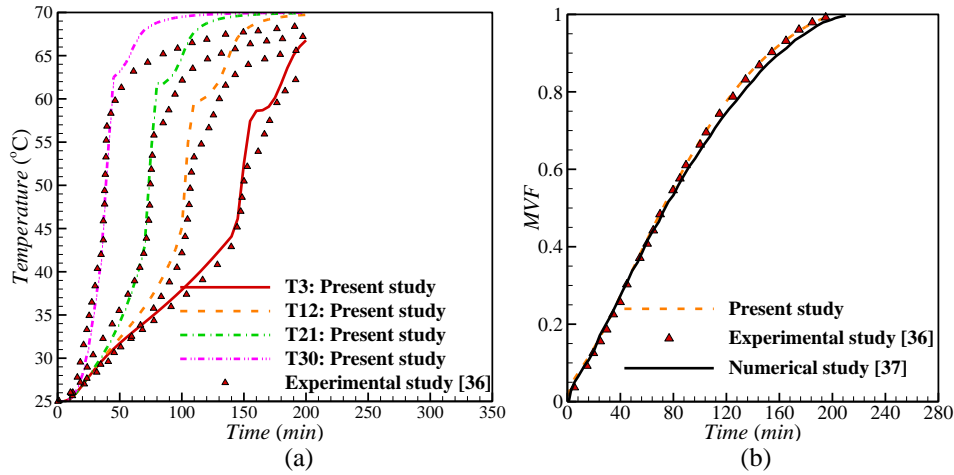 70
65
60
55
50
45
40
35
30
25
Temperature (°C)
T3: Present study
T12: Present study
T21: Present study
T30: Present study
Experimental study [36]
0 50 100 150 200 250 300 350
Time (min)
(a)
1
0.8
0.6
0.4
0.2
0
MVF
Present study
Experimental study [36]
Numerical study [37]
0 40 80 120 160 200 240 280
Time (min)
(b)